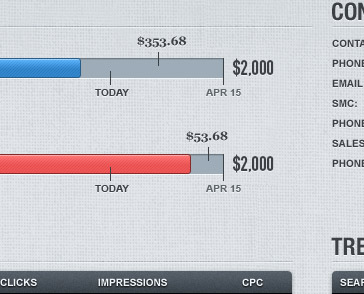 CON
$353.68
$2,000
TODAY
APR 15
CONTA
PHONE
EMAIL
SMC:
PHONE
SALES
PHONE
$53.68
$2,000
TODAY
APR 15
TRE
CLICKS
IMPRESSIONS
CPC
SEAR